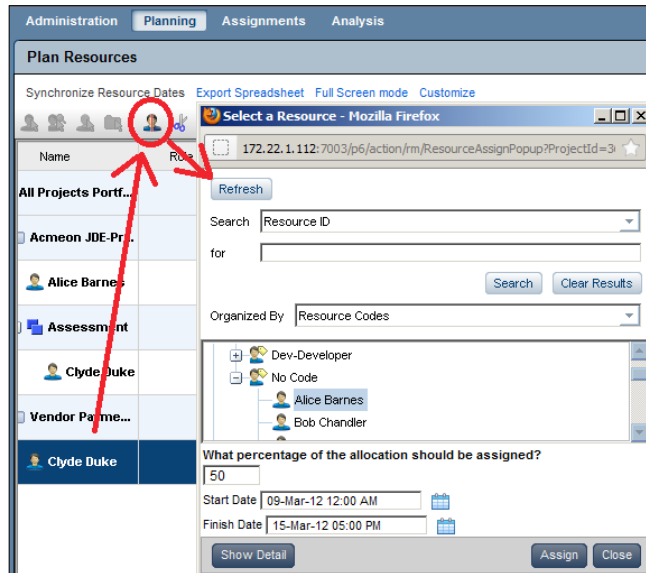 Administration Planning Assignments Analysis
Plan Resources
Synchronize Resource Dates Export Spreadsheet Full Screen mode Customize
Select a Resource - Mozilla Firefox
172.22.1.112:7003/p6/action/rm/ResourceAssignPopup?ProjectId=3
Name
Refresh
All Projects Portf...
Search Resource ID
Acmeon JDE-Pr...
for
Alice Barnes
Search Clear Results
Organized By Resource Codes
Assessment
Dev-Developer
Clyde Duke
No Code
Alice Barnes
Vendor Payme...
Bob Chandler
Clyde Duke
What percentage of the allocation should be assigned?
50
Start Date 09-Mar-12 12:00 AM
Finish Date 15-Mar-12 05:00 PM
Show Detail Assign Close